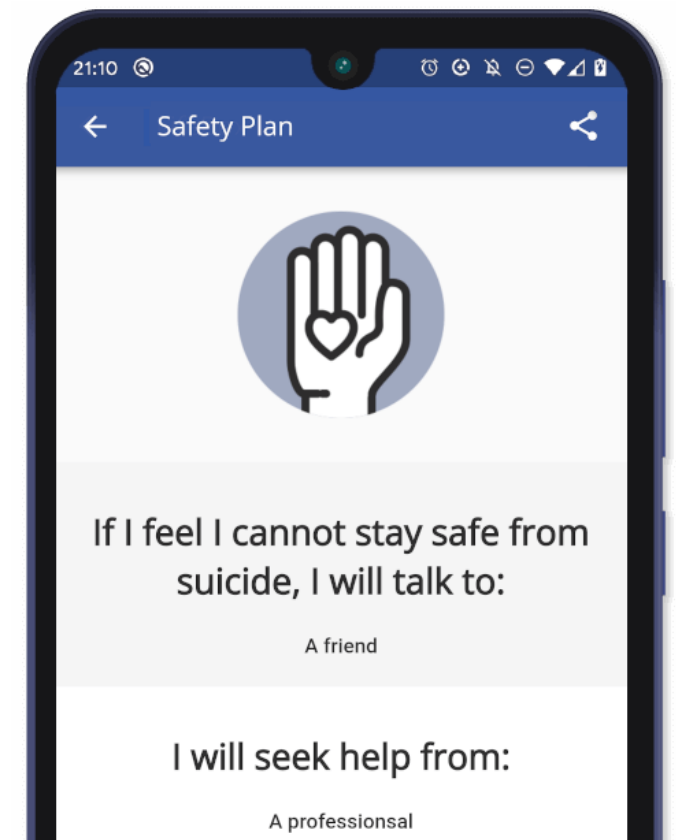 21:10
Safety Plan
If I feel I cannot stay safe from
suicide, I will talk to:
A friend
I will seek help from:
A professionsal